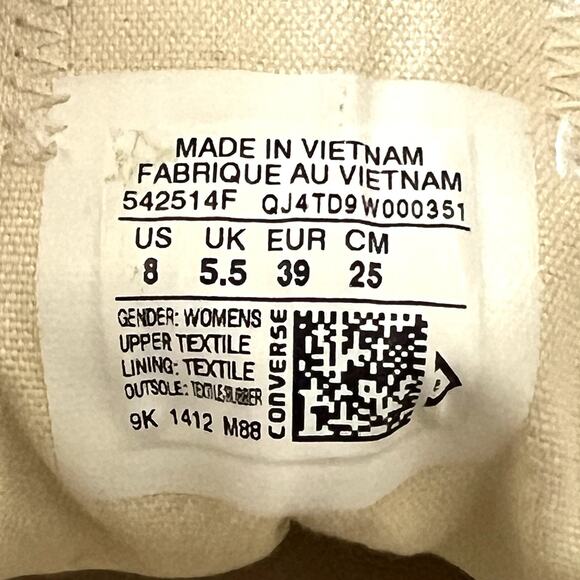 MADE IN VIETNAM
FABRIQUE AU VIETNAM
542514F QJ4TD9W000351
US UK EUR CM
8 5.5 39 25
GENDER: WOMENS
UPPER TEXTILE
LINING: TEXTILE
OUTSOLE: TEXTILE&RUBBER
9K 1412 M88
CONVERSE